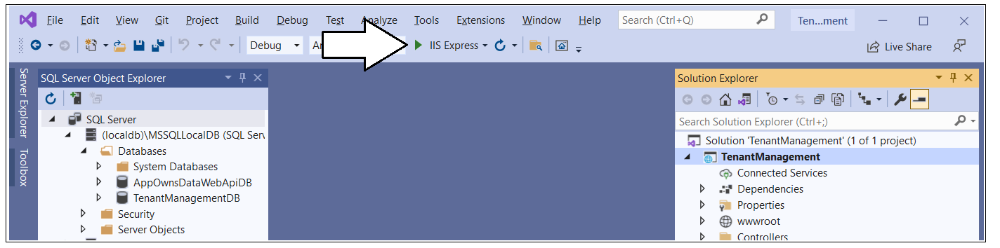 File Edit View Git Project Build Debug Test Analyze Tools Extensions Window Help Search (Ctrl+Q) Ten...ment
Debug IIS Express Live Share
Server Explorer
Toolbox
SQL Server Object Explorer
SQL Server
(localdb)\MSSQLLocalDB (SQL Serv
Databases
System Databases
AppOwnsDataWebApiDB
TenantManagementDB
Security
Server Objects
Solution Explorer
Search Solution Explorer (Ctrl+;)
Solution 'TenantManagement' (1 of 1 project)
TenantManagement
Connected Services
Dependencies
Properties
wwwroot
Controllers